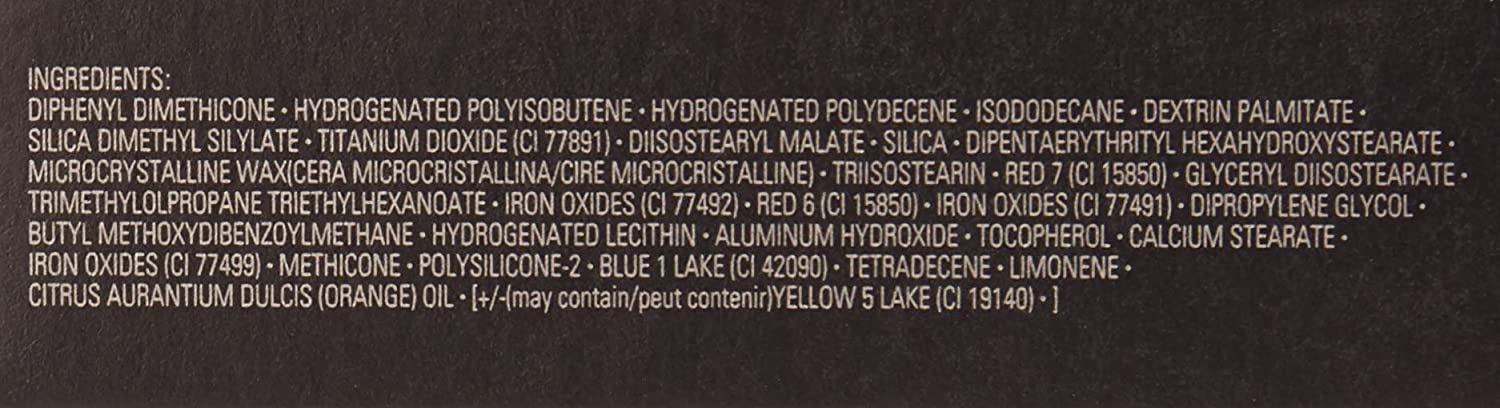 INGREDIENTS:
DIPHENYL DIMETHICONE · HYDROGENATED POLYISOBUTENE · HYDROGENATED POLYDECENE · ISODODECANE · DEXTRIN PALMITATE ·
SILICA DIMETHYL SILYLATE · TITANIUM DIOXIDE (CI 77891) · DIISOSTEARYL MALATE · SILICA · DIPENTAERYTHRITYL HEXAHYDROXYSTEARATE ·
MICROCRYSTALLINE WAX(CERA MICROCRISTALLINA/CIRE MICROCRISTALLINE) · TRIISOSTEARIN · RED 7 (CI 15850) · GLYCERYL DIISOSTEARATE ·
TRIMETHYLOLPROPANE TRIETHYLHEXANOATE · IRON OXIDES (CI 77492) · RED 6 (CI 15850) · IRON OXIDES (CI 77491) · DIPROPYLENE GLYCOL ·
BUTYL METHOXYDIBENZOYLMETHANE · HYDROGENATED LECITHIN · ALUMINUM HYDROXIDE · TOCOPHEROL · CALCIUM STEARATE ·
IRON OXIDES (CI 77499) · METHICONE · POLYSILICONE-2 · BLUE 1 LAKE (CI 42090) · TETRADECENE · LIMONENE ·
CITRUS AURANTIUM DULCIS (ORANGE) OIL · [+/-(may contain/peut contenir)YELLOW 5 LAKE (CI 19140) · ]